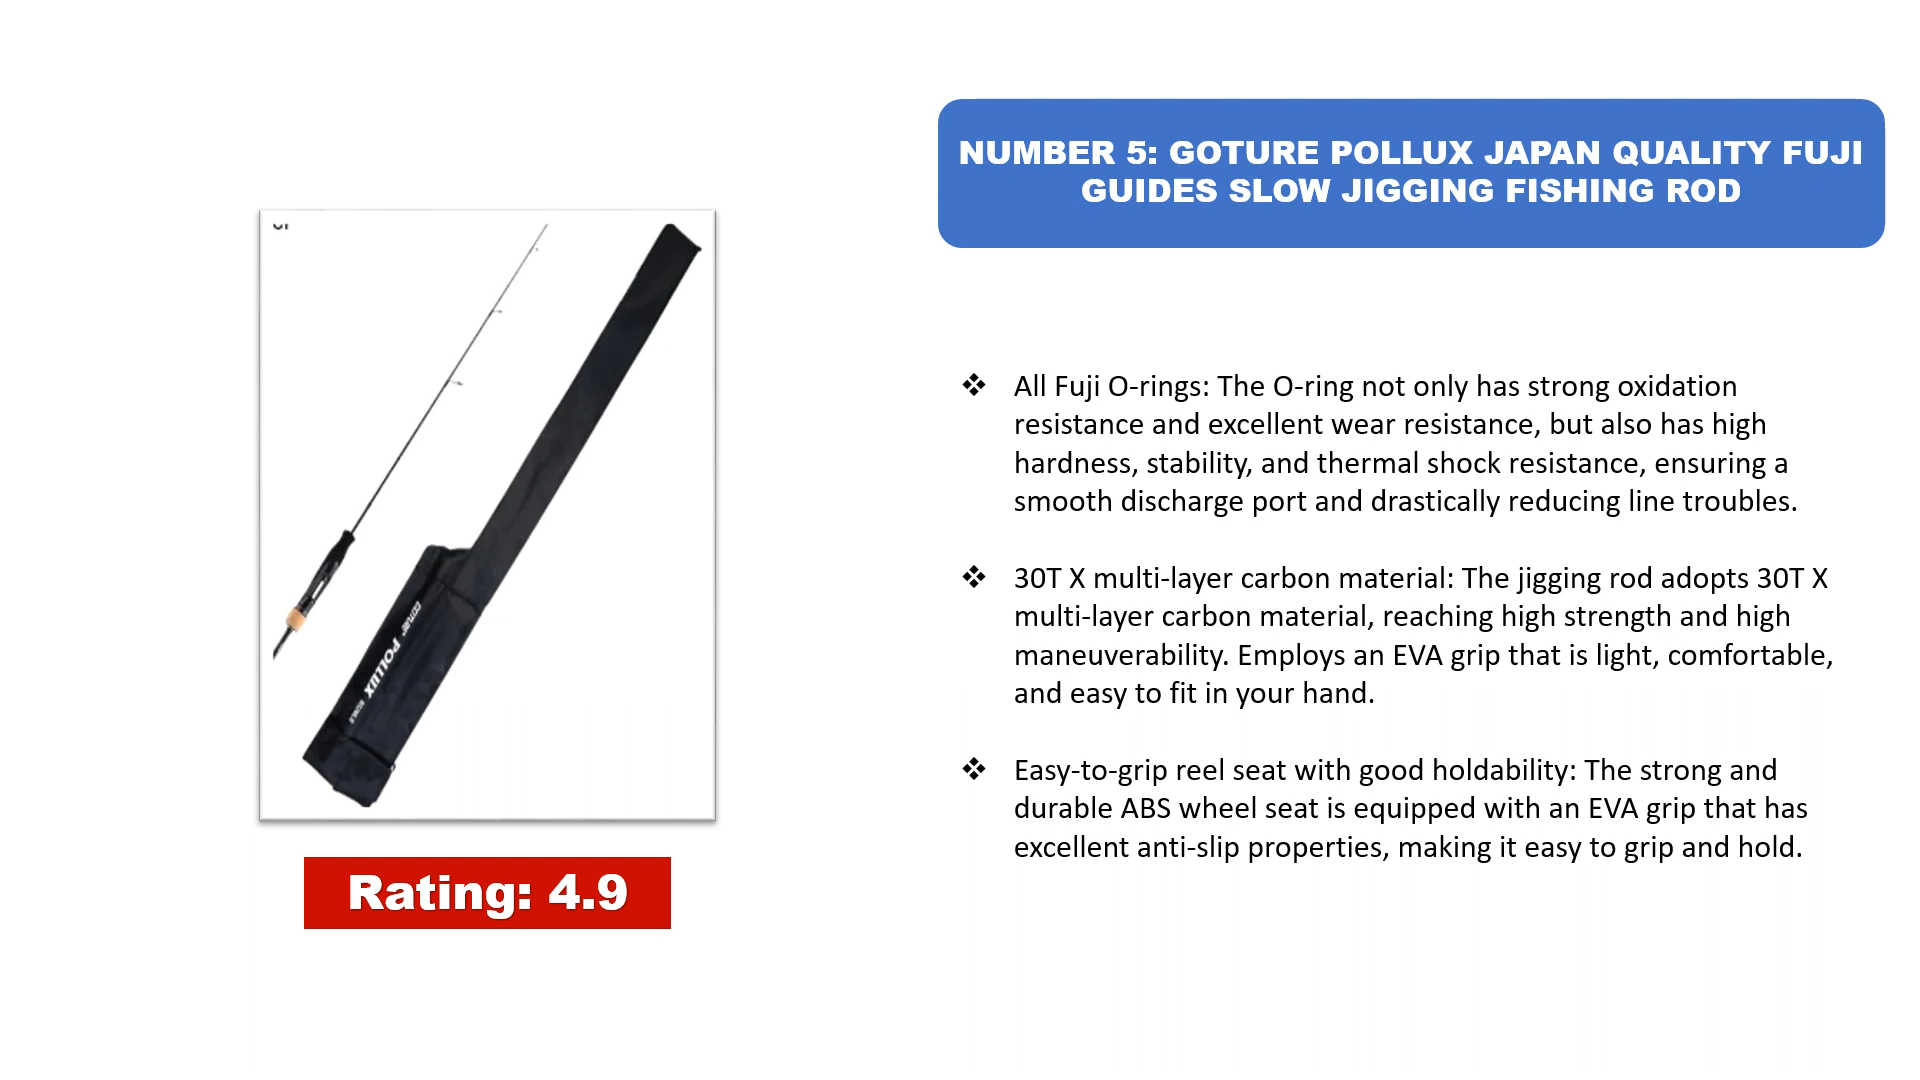 NUMBER 5: GOTURE POLLUX JAPAN QUALITY FUJI
GUIDES SLOW JIGGING FISHING ROD
❖ All Fuji O-rings: The O-ring not only has strong oxidation
resistance and excellent wear resistance, but also has high
hardness, stability, and thermal shock resistance, ensuring a
smooth discharge port and drastically reducing line troubles.
❖ 30T X multi-layer carbon material: The jigging rod adopts 30T X
multi-layer carbon material, reaching high strength and high
maneuverability. Employs an EVA grip that is light, comfortable,
and easy to fit in your hand.
❖ Easy-to-grip reel seat with good holdability: The strong and
durable ABS wheel seat is equipped with an EVA grip that has
excellent anti-slip properties, making it easy to grip and hold.
POLLUX
Rating: 4.9